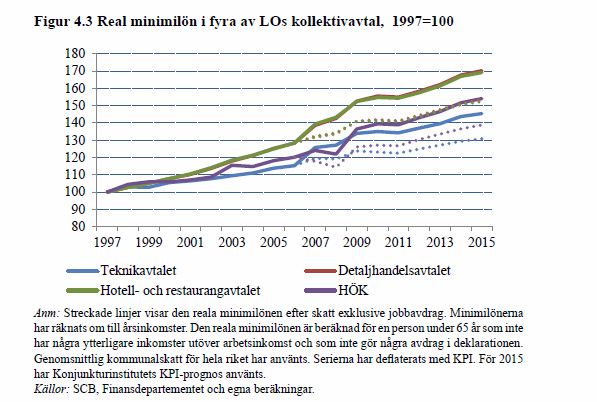 Figur 4.3 Real minimilön i fyra av LOs kollektivavtal, 1997=100
180
170
160
150
140
130
120
110
100
90
80
1997 1999 2001 2003 2005 2007 2009 2011 2013 2015
Teknikavtalet Detaljhandelsavtalet
Hotell- och restaurangavtalet HÖK
Anm: Streckade linjer visar den reala minimilönen efter skatt exklusive jobbavdrag. Minimilönerna
har räknats om till årsinkomster. Den reala minimilönen är beräknad för en person under 65 år som inte
har några ytterligare inkomster utöver arbetsinkomst och som inte gör några avdrag i deklarationen.
Genomsnittlig kommunalskatt för hela riket har använts. Serierna har deflaterats med KPI. För 2015
har Konjunkturinstitutets KPI-prognos använts.
Källor: SCB, Finansdepartementet och egna beräkningar.